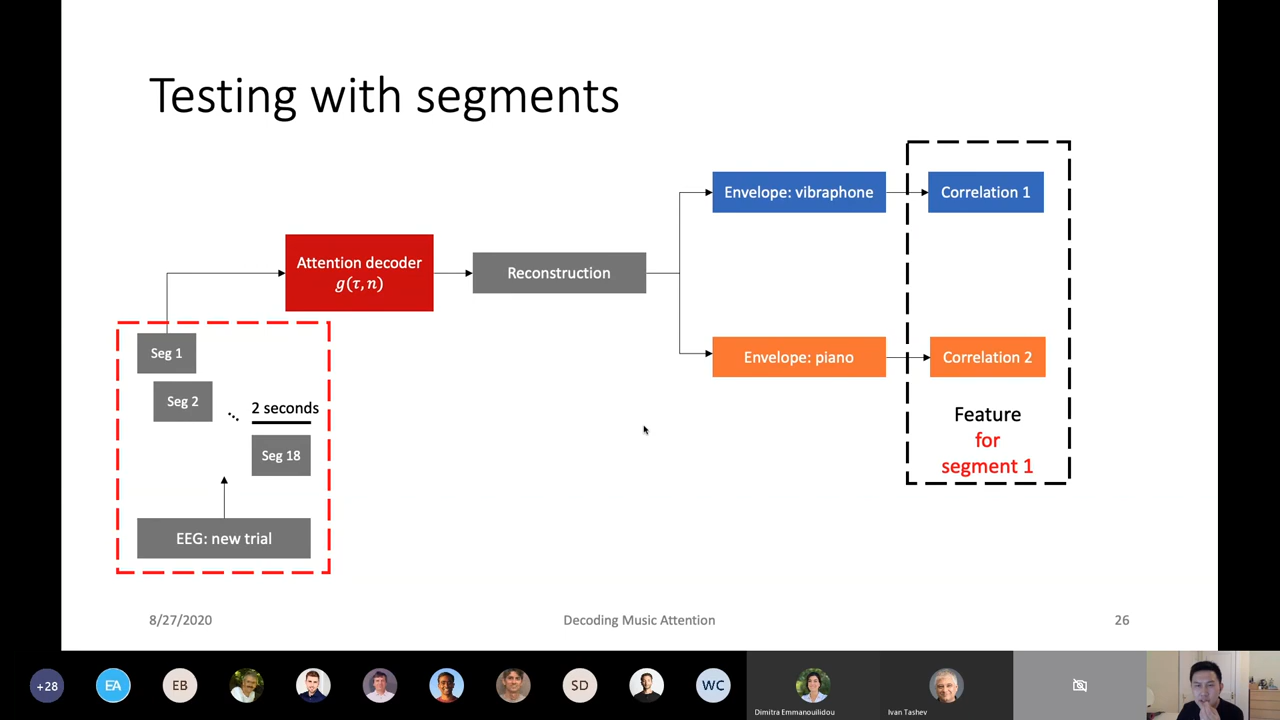 Testing with segments
Envelope: vibraphone
Correlation 1
Attention decoder
g(τ, n)
Reconstruction
Seg 1
Envelope: piano
Correlation 2
Seg 2
2 seconds
Feature
for
segment 1
Seg 18
EEG: new trial
8/27/2020
Decoding Music Attention
26
+28
EA
EB
SD
WC
Dimitra Emmanouilidou
Ivan Tashev